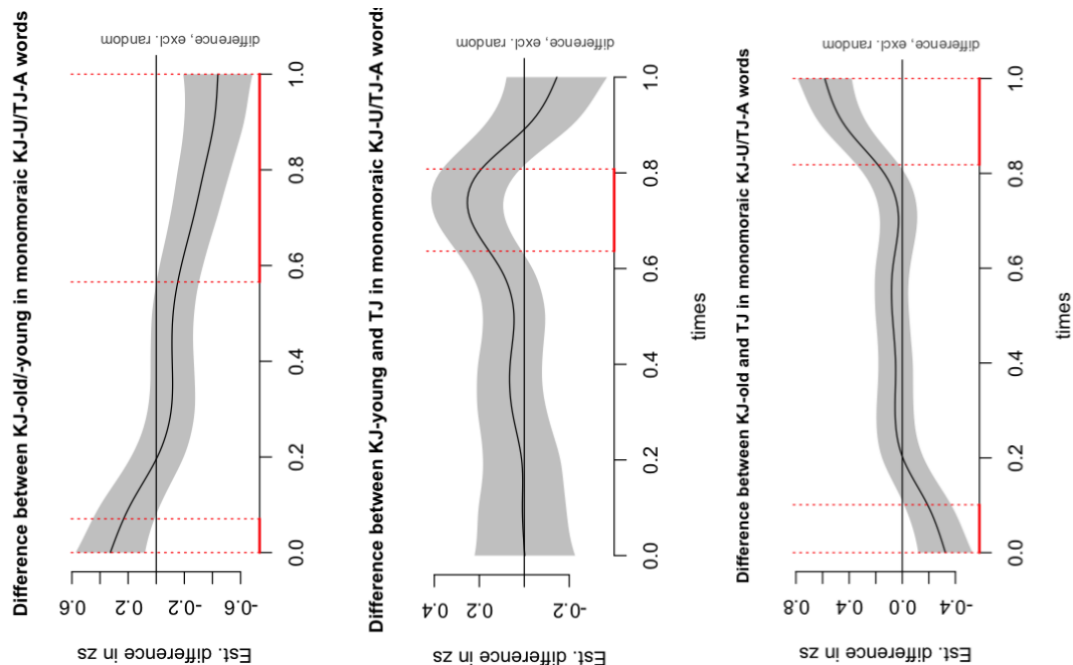 Difference between KJ-old/-young in monomoraic KJ-U/TJ-A words
difference, excl. random
Est. difference in zs
0.6
0.2
-0.2
-0.6
0.0
0.2
0.4
0.6
0.8
1.0
Difference between KJ-young and TJ in monomoraic KJ-U/TJ-A words
difference, excl. random
Est. difference in zs
0.4
0.2
-0.2
0.0
0.2
0.4
0.6
0.8
1.0
times
Difference between KJ-old and TJ in monomoraic KJ-U/TJ-A words
difference, excl. random
Est. difference in zs
0.8
0.4
0.0
-0.4
0.0
0.2
0.4
0.6
0.8
1.0
times